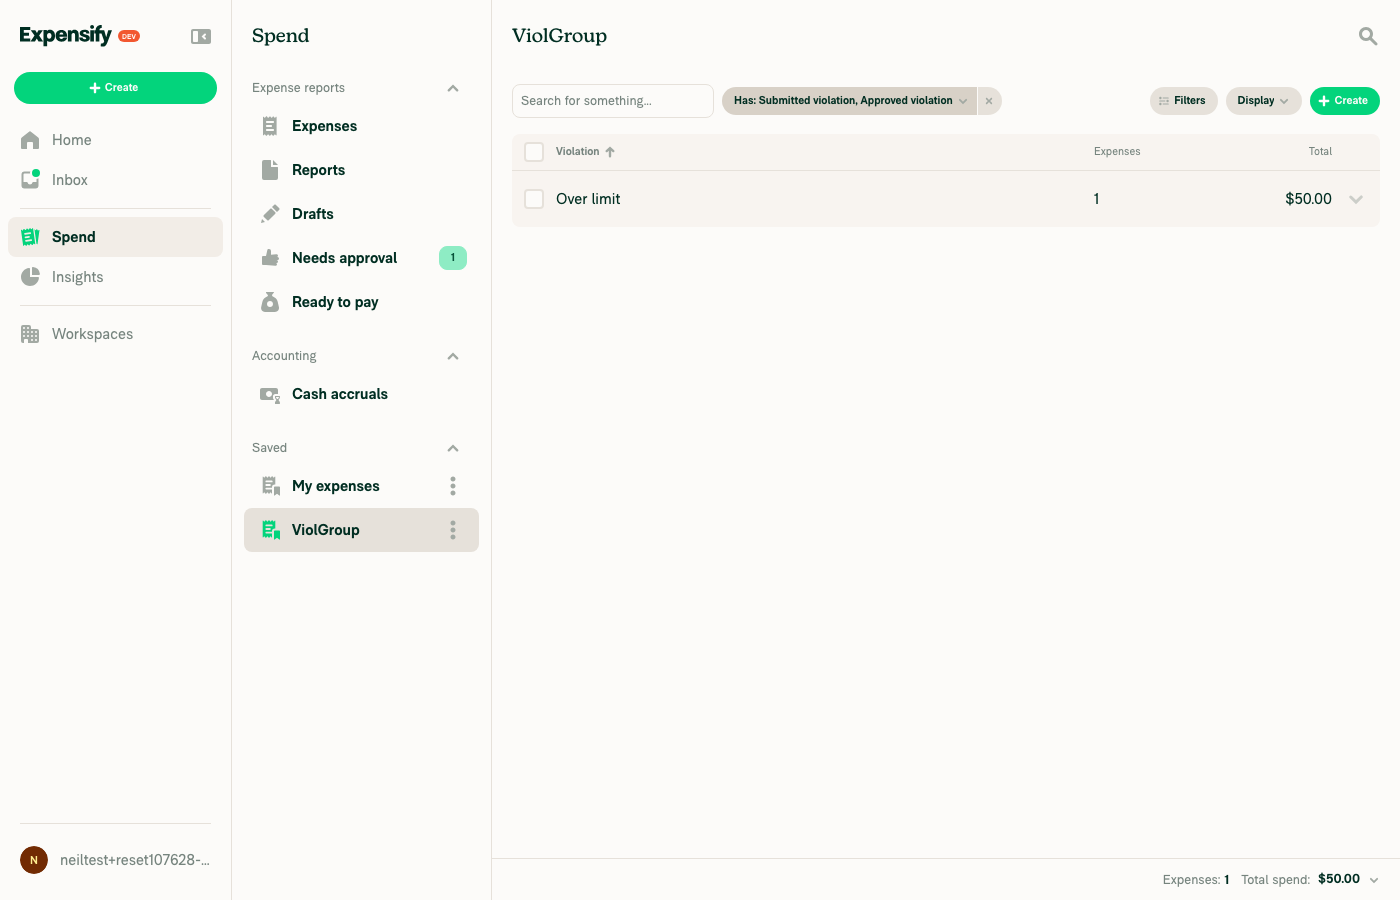 Expensify DEV
Create
Home
Inbox
Spend
Insights
Workspaces
N neiltest+reset107628-...
Spend
Expense reports
Expenses
Reports
Drafts
Needs approval 1
Ready to pay
Accounting
Cash accruals
Saved
My expenses
ViolGroup
ViolGroup
Search for something... Has: Submitted violation, Approved violation Filters Display Create
Violation Expenses Total
Over limit 1 $50.00
Expenses: 1 Total spend: $50.00